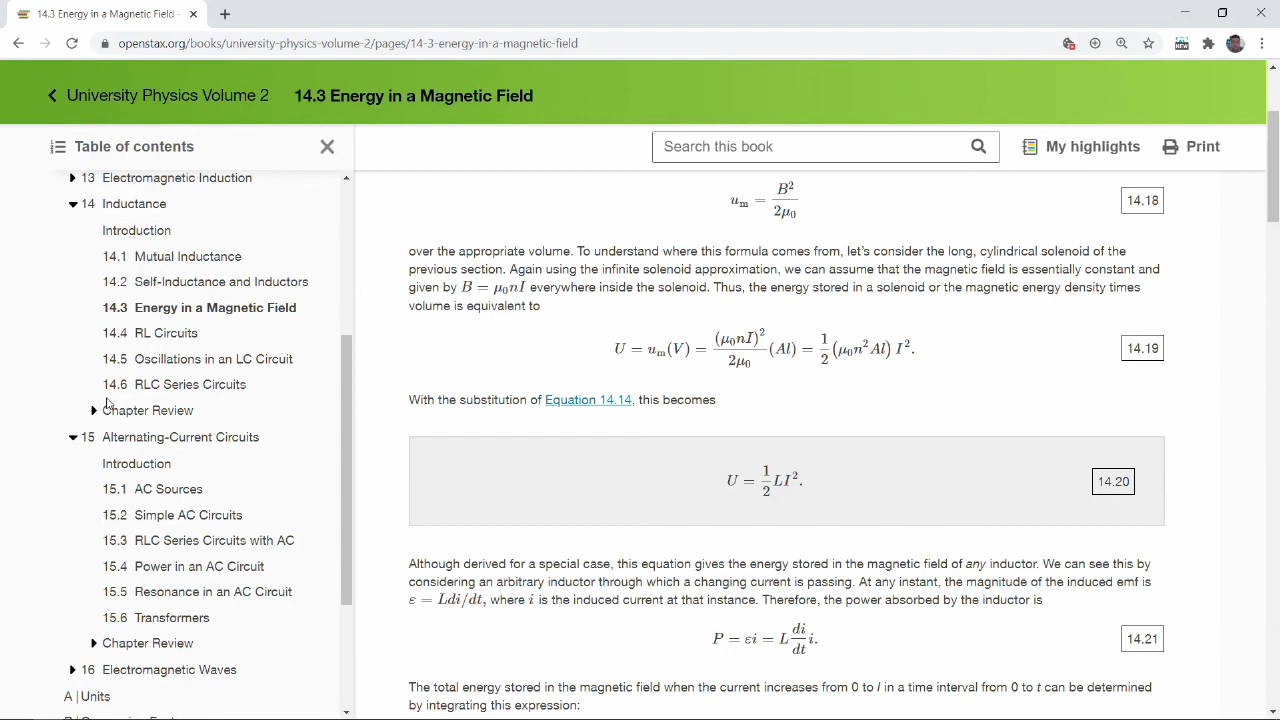 14.3 Energy in a Magnetic Field -
openstax.org/books/university-physics-volume-2/pages/14-3-energy-in-a-magnetic-field
NEW
University Physics Volume 2
14.3 Energy in a Magnetic Field
Table of contents
Search this book
My highlights
Print
13 Electromagnetic Induction
14 Inductance
Introduction
14.1 Mutual Inductance
14.2 Self-Inductance and Inductors
14.3 Energy in a Magnetic Field
14.4 RL Circuits
14.5 Oscillations in an LC Circuit
14.6 RLC Series Circuits
Chapter Review
15 Alternating-Current Circuits
Introduction
15.1 AC Sources
15.2 Simple AC Circuits
15.3 RLC Series Circuits with AC
15.4 Power in an AC Circuit
15.5 Resonance in an AC Circuit
15.6 Transformers
Chapter Review
16 Electromagnetic Waves
A | Units
u_m = B²/2μ₀ 14.18
over the appropriate volume. To understand where this formula comes from, let's consider the long, cylindrical solenoid of the
previous section. Again using the infinite solenoid approximation, we can assume that the magnetic field is essentially constant and
given by B = μ₀nI everywhere inside the solenoid. Thus, the energy stored in a solenoid or the magnetic energy density times
volume is equivalent to
U = u_m(V) = (μ₀nI)²/2μ₀ (Al) = 1/2 (μ₀n²Al) I². 14.19
With the substitution of Equation 14.14, this becomes
U = 1/2 LI². 14.20
Although derived for a special case, this equation gives the energy stored in the magnetic field of any inductor. We can see this by
considering an arbitrary inductor through which a changing current is passing. At any instant, the magnitude of the induced emf is
ε = Ldi/dt, where i is the induced current at that instance. Therefore, the power absorbed by the inductor is
P = εi = L di/dt i. 14.21
The total energy stored in the magnetic field when the current increases from 0 to I in a time interval from 0 to t can be determined
by integrating this expression: